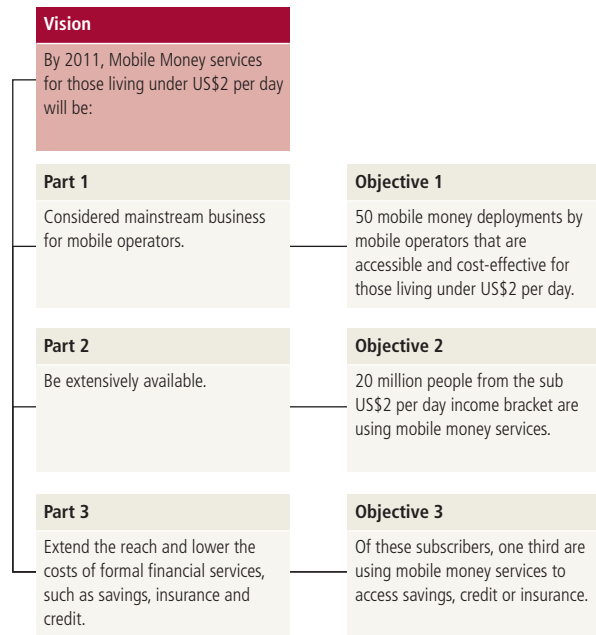 Vision
By 2011, Mobile Money services
for those living under US$2 per day
will be:
Part 1
Considered mainstream business
for mobile operators.
Objective 1
50 mobile money deployments by
mobile operators that are
accessible and cost-effective for
those living under US$2 per day.
Part 2
Be extensively available.
Objective 2
20 million people from the sub
US$2 per day income bracket are
using mobile money services.
Part 3
Extend the reach and lower the
costs of formal financial services,
such as savings, insurance and
credit.
Objective 3
Of these subscribers, one third are
using mobile money services to
access savings, credit or insurance.